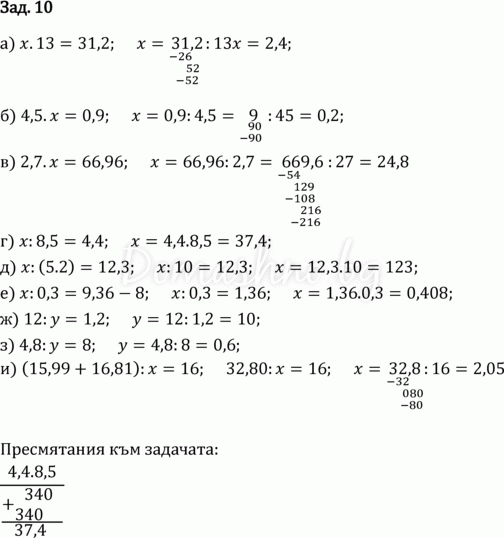 Зад. 10
а) x.13 = 31,2; x = 31,2 : 13x = 2,4;
−26
52
−52
б) 4,5. x = 0,9; x = 0,9: 4,5 = 9 : 45 = 0,2;
90
−90
в) 2,7. x = 66,96; x = 66,96: 2,7 = 669,6 : 27 = 24,8
−54
129
−108
216
−216
г) x: 8,5 = 4,4; x = 4,4.8,5 = 37,4;
д) x: (5.2) = 12,3; x: 10 = 12,3; x = 12,3.10 = 123;
е) x: 0,3 = 9,36 − 8; x: 0,3 = 1,36; x = 1,36.0,3 = 0,408;
ж) 12: y = 1,2; y = 12: 1,2 = 10;
з) 4,8: y = 8; y = 4,8: 8 = 0,6;
и) (15,99 + 16,81): x = 16; 32,80: x = 16; x = 32,8 : 16 = 2,05
−32
080
−80
Пресмятания към задачата:
4,4.8,5
340
+
340
37,4
Domashni.bg